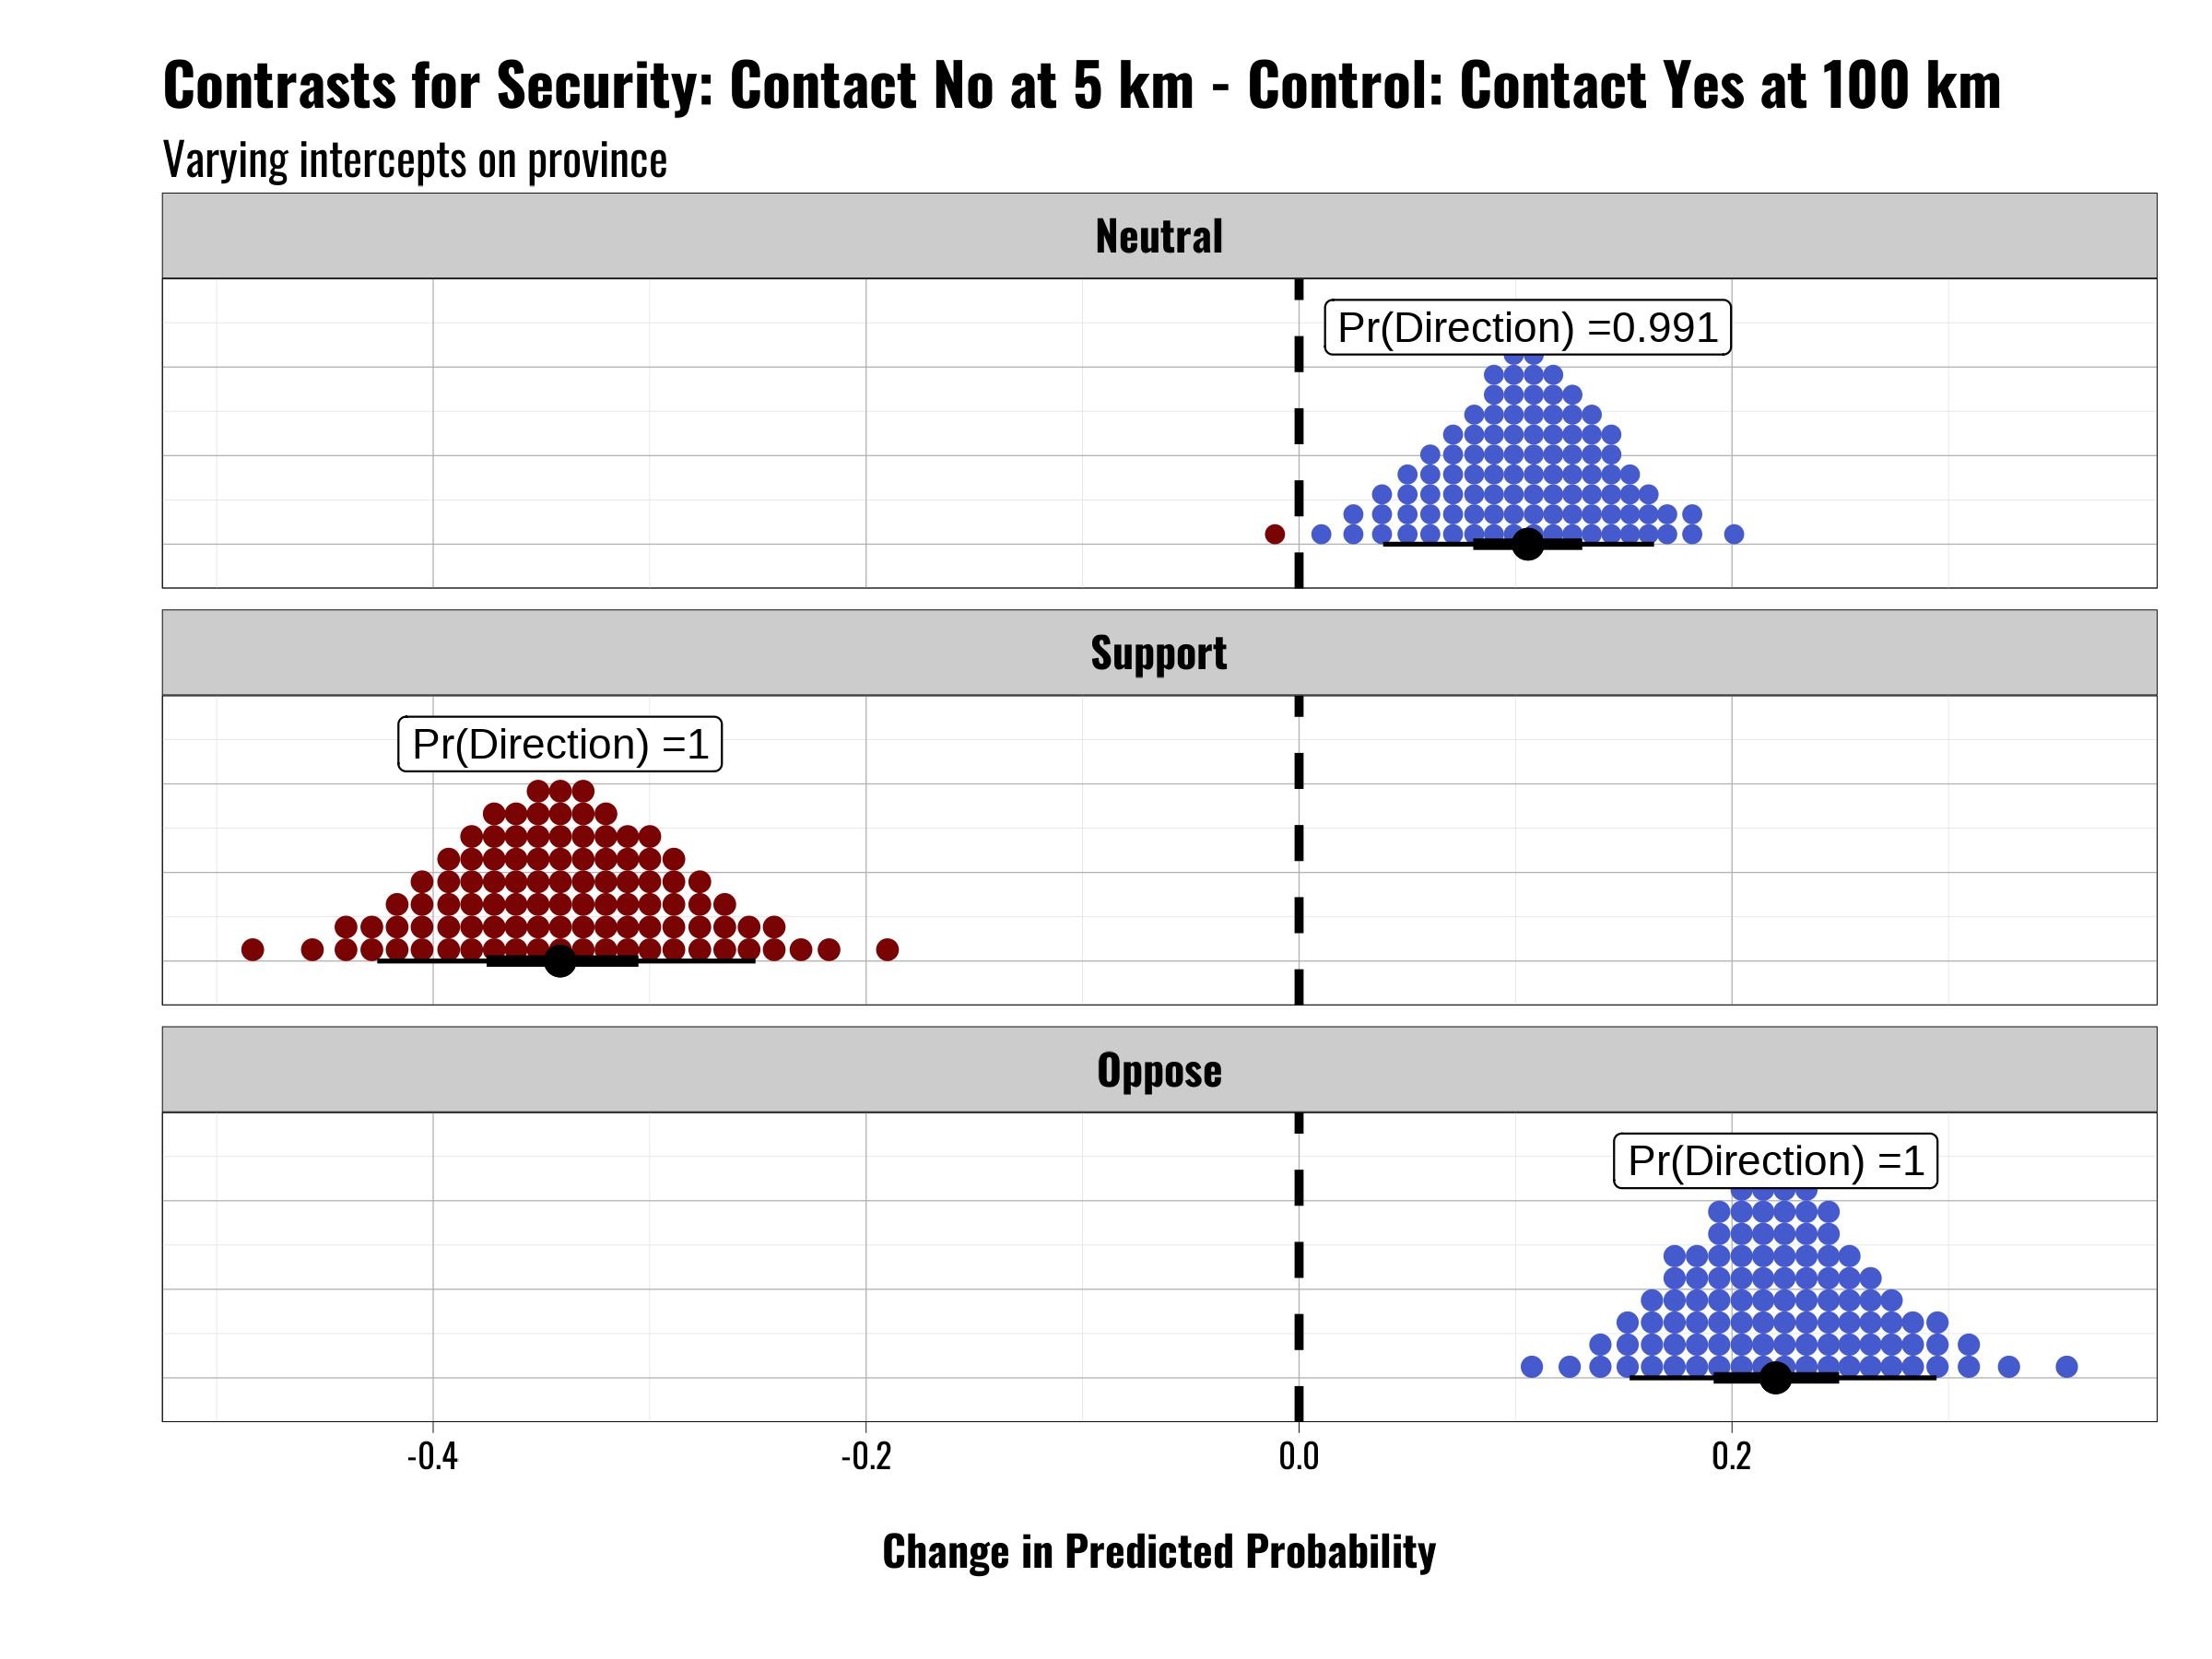 Contrasts for Security: Contact No at 5 km - Control: Contact Yes at 100 km
Varying intercepts on province
Neutral
Pr(Direction) =0.991
Support
Pr(Direction) =1
Oppose
Pr(Direction) =1
-0.4 -0.2 0.0 0.2
Change in Predicted Probability